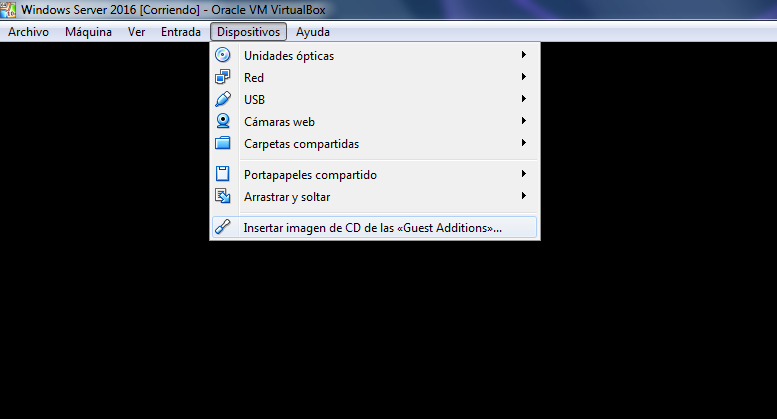 Windows Server 2016 [Corriendo] - Oracle VM VirtualBox
Archivo Máquina Ver Entrada Dispositivos Ayuda
Unidades ópticas
Red
USB
Cámaras web
Carpetas compartidas
Portapapeles compartido
Arrastrar y soltar
Insertar imagen de CD de las «Guest Additions»...